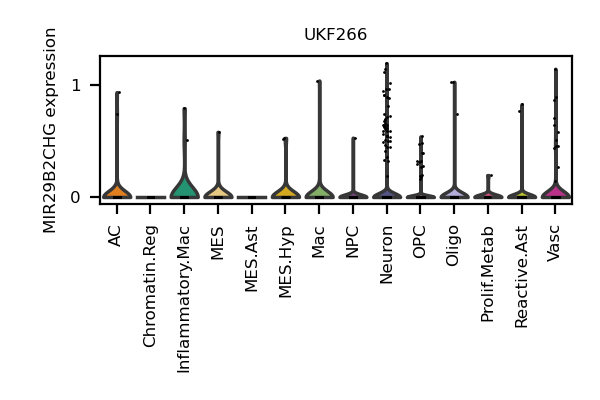 UKF266
MIR29B2CHG expression
1
0
AC
Chromatin.Reg
Inflammatory.Mac
MES
MES.Ast
MES.Hyp
Mac
NPC
Neuron
OPC
Oligo
Prolif.Metab
Reactive.Ast
Vasc